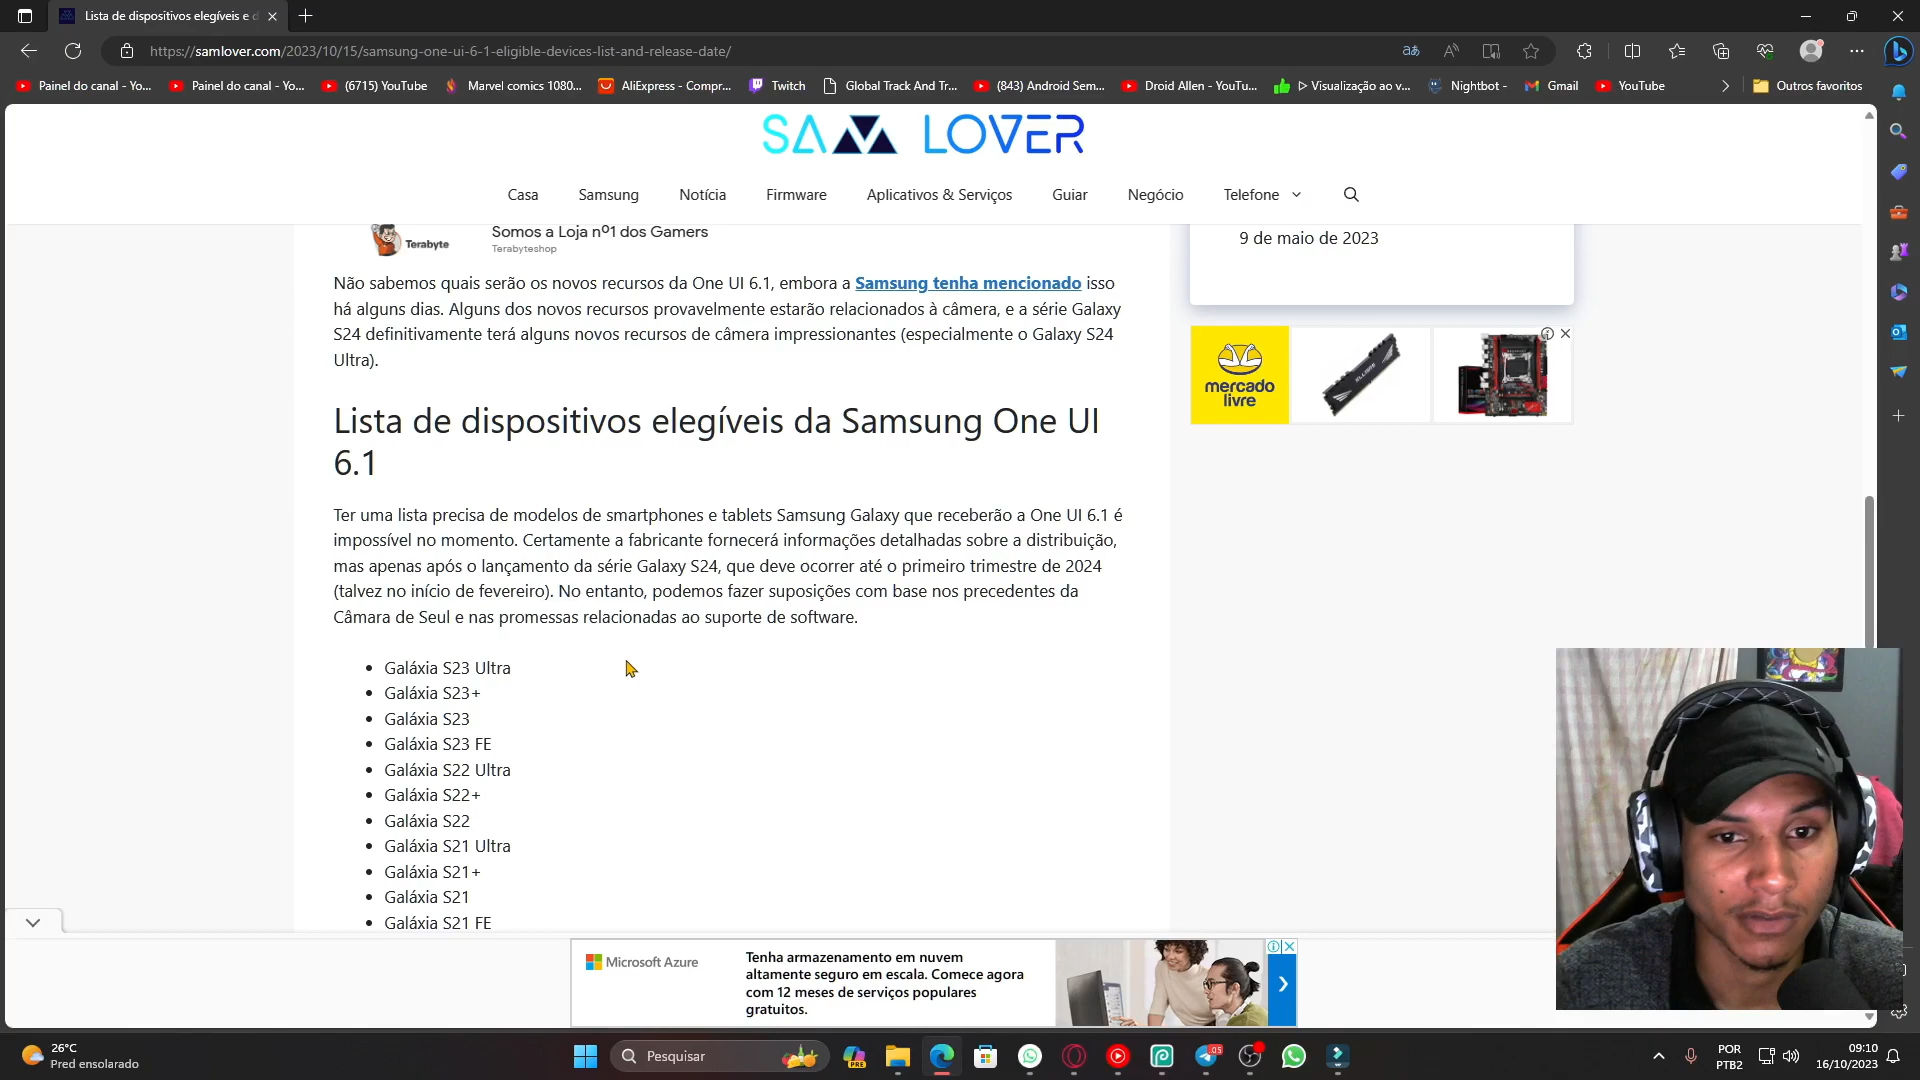 Lista de dispositivos elegíveis e d
https://samlover.com/2023/10/15/samsung-one-ui-6-1-eligible-devices-list-and-release-date/
Painel do canal - Yo...
Painel do canal - Yo...
(6715) YouTube
Marvel comics 1080...
AliExpress - Compr...
Twitch
Global Track And Tr...
(843) Android Sem...
Droid Allen - YouTu...
▷ Visualização ao v...
Nightbot -
Gmail
YouTube
Outros favoritos
SAM LOVER
Casa
Samsung
Notícia
Firmware
Aplicativos & Serviços
Guiar
Negócio
Telefone
Terabyte
Somos a Loja nº1 dos Gamers
Terabyteshop
9 de maio de 2023
Não sabemos quais serão os novos recursos da One UI 6.1, embora a Samsung tenha mencionado isso
há alguns dias. Alguns dos novos recursos provavelmente estarão relacionados à câmera, e a série Galaxy
S24 definitivamente terá alguns novos recursos de câmera impressionantes (especialmente o Galaxy S24
Ultra).
mercado
livre
Lista de dispositivos elegíveis da Samsung One UI
6.1
Ter uma lista precisa de modelos de smartphones e tablets Samsung Galaxy que receberão a One UI 6.1 é
impossível no momento. Certamente a fabricante fornecerá informações detalhadas sobre a distribuição,
mas apenas após o lançamento da série Galaxy S24, que deve ocorrer até o primeiro trimestre de 2024
(talvez no início de fevereiro). No entanto, podemos fazer suposições com base nos precedentes da
Câmara de Seul e nas promessas relacionadas ao suporte de software.
• Galáxia S23 Ultra
• Galáxia S23+
• Galáxia S23
• Galáxia S23 FE
• Galáxia S22 Ultra
• Galáxia S22+
• Galáxia S22
• Galáxia S21 Ultra
• Galáxia S21+
• Galáxia S21
• Galáxia S21 FE
Microsoft Azure
Tenha armazenamento em nuvem
altamente seguro em escala. Comece agora
com 12 meses de serviços populares
gratuitos.
26°C
Pred ensolarado
Pesquisar
PRE
POR
PTB2
09:10
16/10/2023